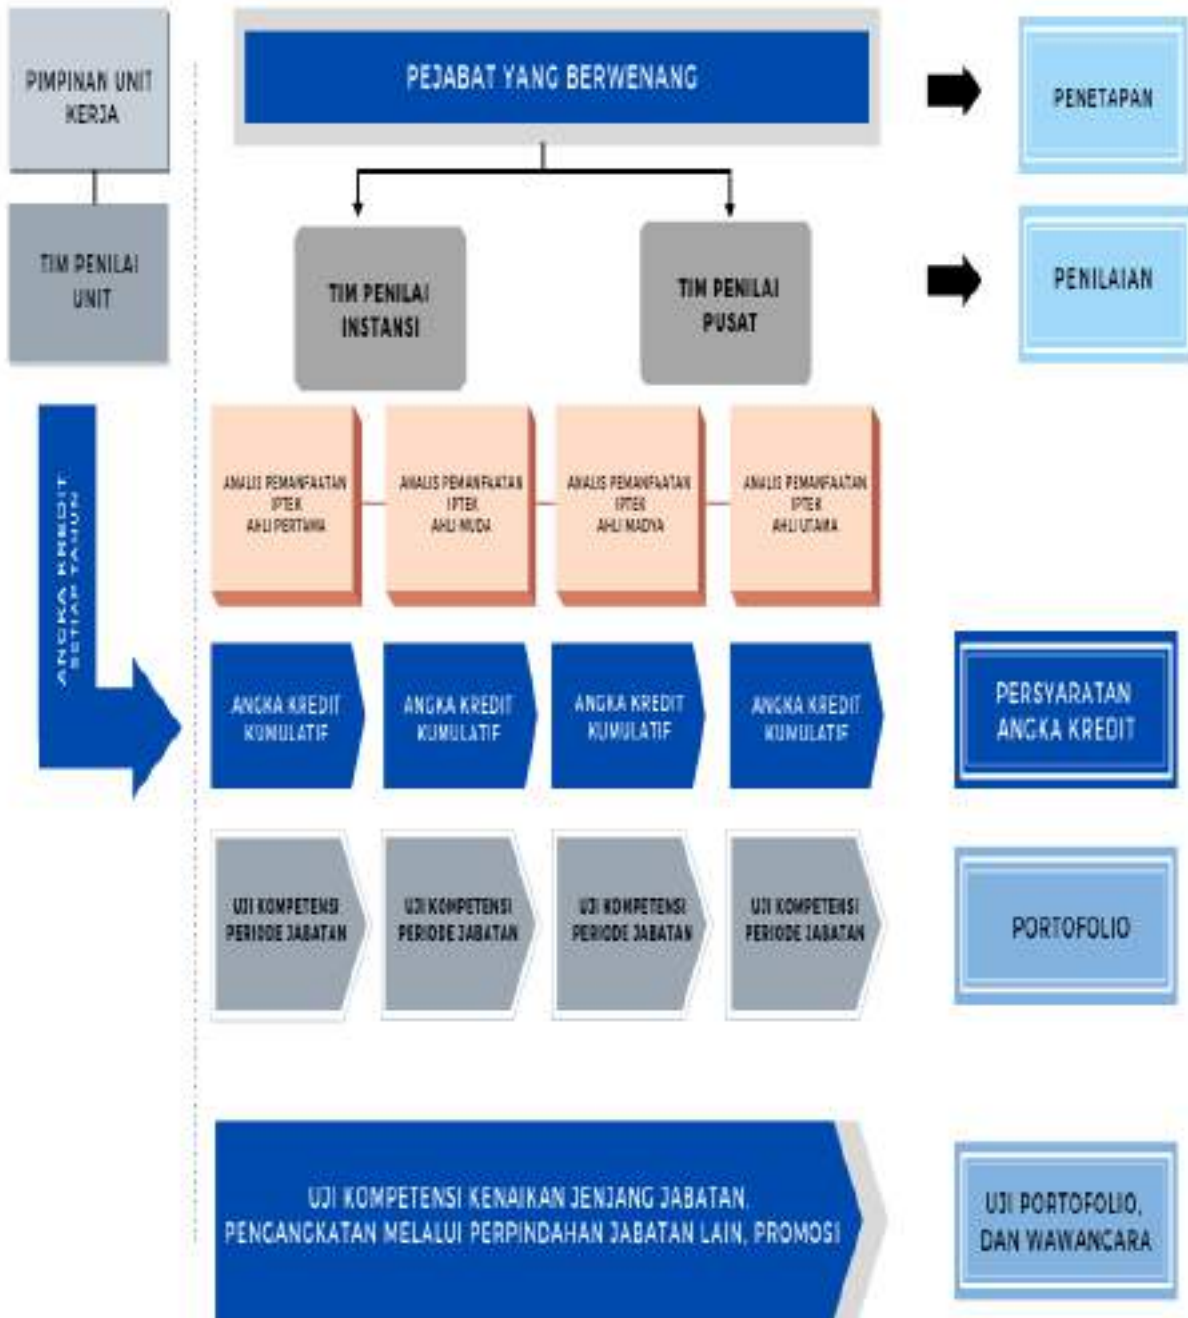 PIMPINAN UNIT
KERJA
PEJABAT YANG BERWENANG
PENETAPAN
TIM PENILAI
UNIT
TIM PENILAI
INSTANSI
TIM PENILAI
PUSAT
PENILAIAN
ANGKA KREDIT
SETIAP TAHUN
ANALIS PEMANFAATAN
IPTEK
AHLI PERTAMA
ANALIS PEMANFAATAN
IPTEK
AHLI MUDA
ANALIS PEMANFAATAN
IPTEK
AHLI MADYA
ANALIS PEMANFAATAN
IPTEK
AHLI UTAMA
ANGKA KREDIT
KUMULATIF
ANGKA KREDIT
KUMULATIF
ANGKA KREDIT
KUMULATIF
ANGKA KREDIT
KUMULATIF
PERSYARATAN
ANGKA KREDIT
UJI KOMPETENSI
PERIODE JABATAN
UJI KOMPETENSI
PERIODE JABATAN
UJI KOMPETENSI
PERIODE JABATAN
UJI KOMPETENSI
PERIODE JABATAN
PORTOFOLIO
UJI KOMPETENSI KENAIKAN JENJANG JABATAN,
PENGANGKATAN MELALUI PERPINDAHAN JABATAN LAIN, PROMOSI
UJI PORTOFOLIO,
DAN WAWANCARA